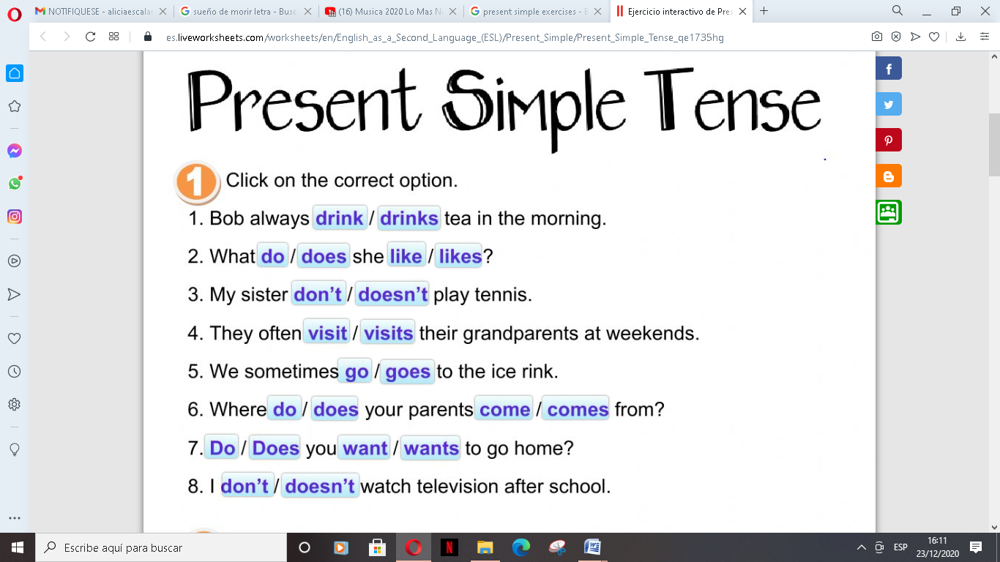 NOTIFIQUESE - aliciaescalar
sueño de morir letra - Busc
(16) Musica 2020 Lo Mas Nu
present simple exercises - B
Ejercicio interactivo de Pres
es.liveworksheets.com/worksheets/en/English_as_a_Second_Language_(ESL)/Present_Simple/Present_Simple_Tense_qe1735hg
Present Simple Tense
1 Click on the correct option.
1. Bob always drink / drinks tea in the morning.
2. What do / does she like / likes?
3. My sister don't / doesn't play tennis.
4. They often visit / visits their grandparents at weekends.
5. We sometimes go / goes to the ice rink.
6. Where do / does your parents come / comes from?
7. Do / Does you want / wants to go home?
8. I don't / doesn't watch television after school.
Escribe aquí para buscar
ESP
16:11
23/12/2020